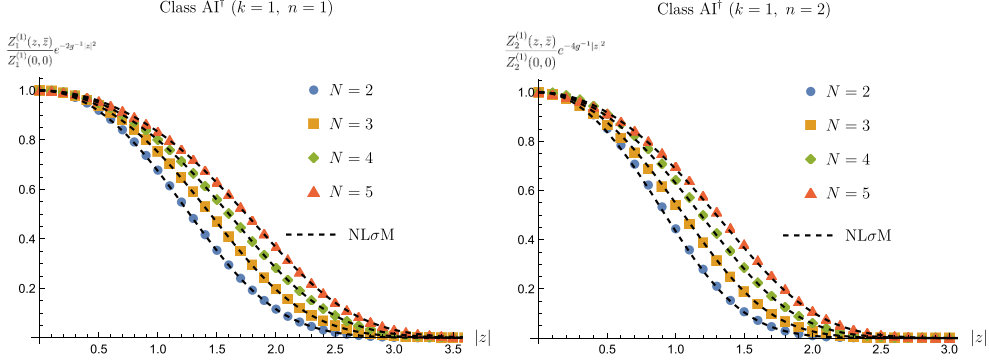 Class AI† (k = 1, n = 1)
Z₁⁽¹⁾(z, z̄) / Z₁⁽¹⁾(0, 0) e^{−2g⁻¹|z|²}
1.0
0.8
0.6
0.4
0.2
0.5 1.0 1.5 2.0 2.5 3.0 3.5 |z|
N = 2
N = 3
N = 4
N = 5
NLσM
Class AI† (k = 1, n = 2)
Z₂⁽¹⁾(z, z̄) / Z₂⁽¹⁾(0, 0) e^{−4g⁻¹|z|²}
1.0
0.8
0.6
0.4
0.2
0.5 1.0 1.5 2.0 2.5 3.0 |z|
N = 2
N = 3
N = 4
N = 5
NLσM